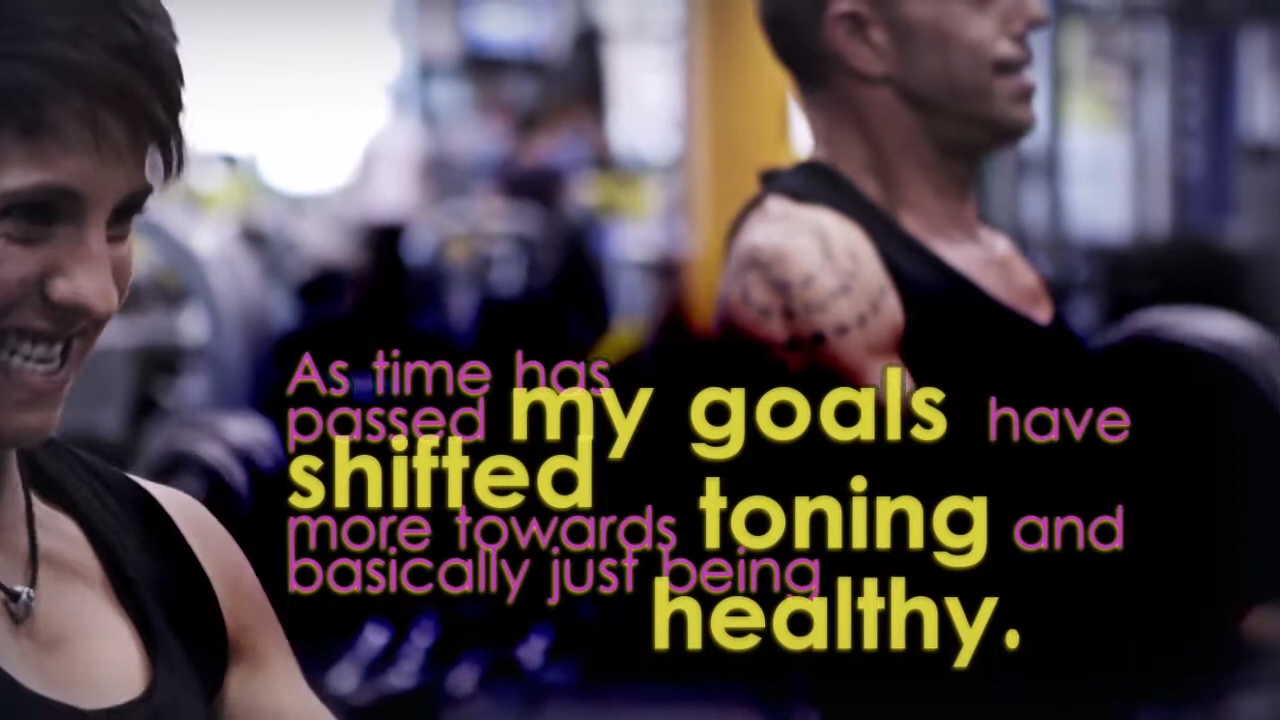 As time has
passed my goals have
shifted
more towards toning and
basically just being
healthy.